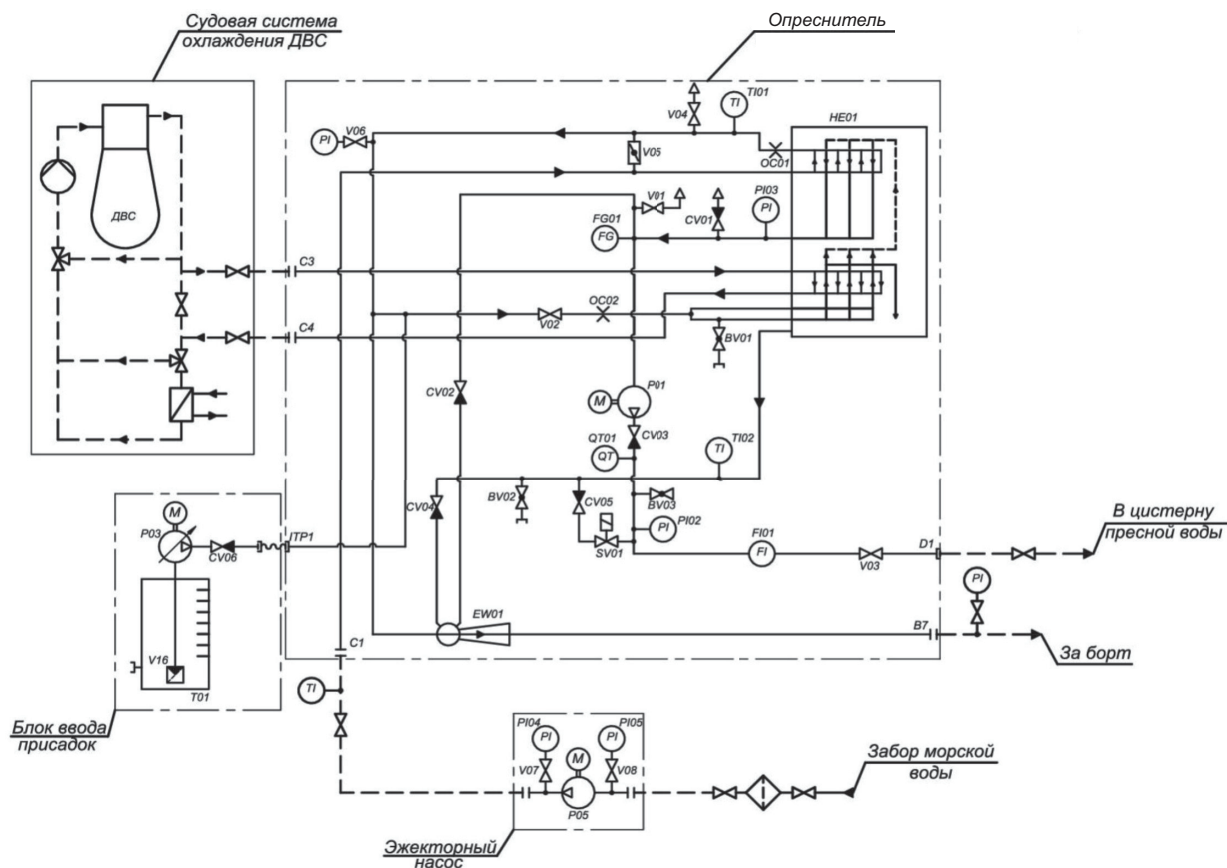 Судовая система
охлаждения ДВС
Опреснитель
ДВС
PI
V06
V04
TI
TI01
HE01
V05
OC01
V01
FG01
FG
CV01
PI03
PI
C3
C4
OC02
V02
BV01
CV02
P01
M
CV03
QT01
QT
TI02
TI
CV04
BV02
CV05
BV03
SV01
PI
PI02
FI01
FI
V03
D1
В цистерну
пресной воды
M
P03
CV06
ITP1
V16
T01
Блок ввода
присадок
EW01
C1
B7
PI
За борт
TI
PI04
PI
PI05
PI
M
V07
V08
P05
Эжекторный
насос
Забор морской
воды